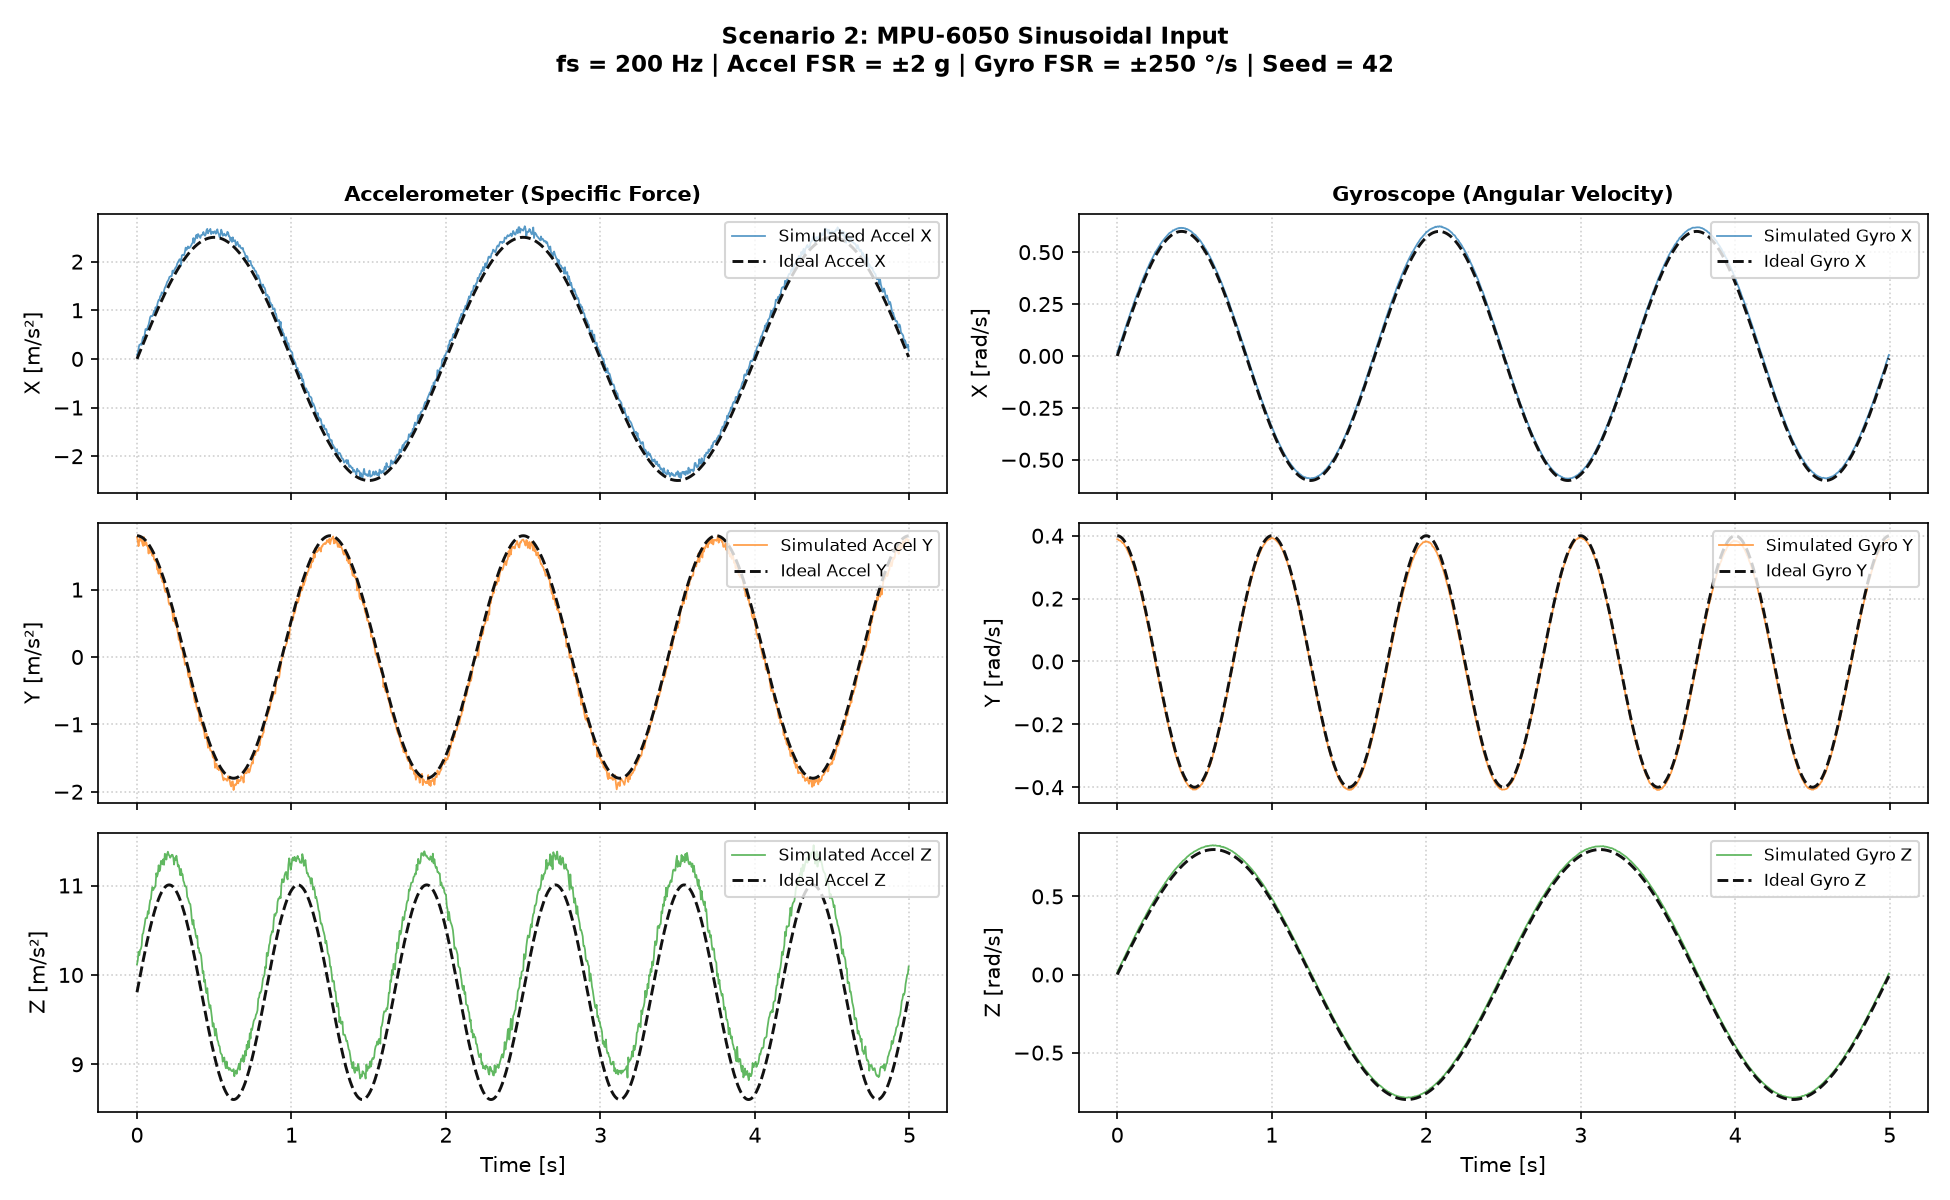 Scenario 2: MPU-6050 Sinusoidal Input
fs = 200 Hz | Accel FSR = ±2 g | Gyro FSR = ±250 °/s | Seed = 42
Accelerometer (Specific Force)
X [m/s²]
2
1
0
−1
−2
Simulated Accel X
Ideal Accel X
Gyroscope (Angular Velocity)
X [rad/s]
0.50
0.25
0.00
−0.25
−0.50
Simulated Gyro X
Ideal Gyro X
Y [m/s²]
1
0
−1
−2
Simulated Accel Y
Ideal Accel Y
Y [rad/s]
0.4
0.2
0.0
−0.2
−0.4
Simulated Gyro Y
Ideal Gyro Y
Z [m/s²]
11
10
9
Simulated Accel Z
Ideal Accel Z
0 1 2 3 4 5
Time [s]
Z [rad/s]
0.5
0.0
−0.5
Simulated Gyro Z
Ideal Gyro Z
0 1 2 3 4 5
Time [s]